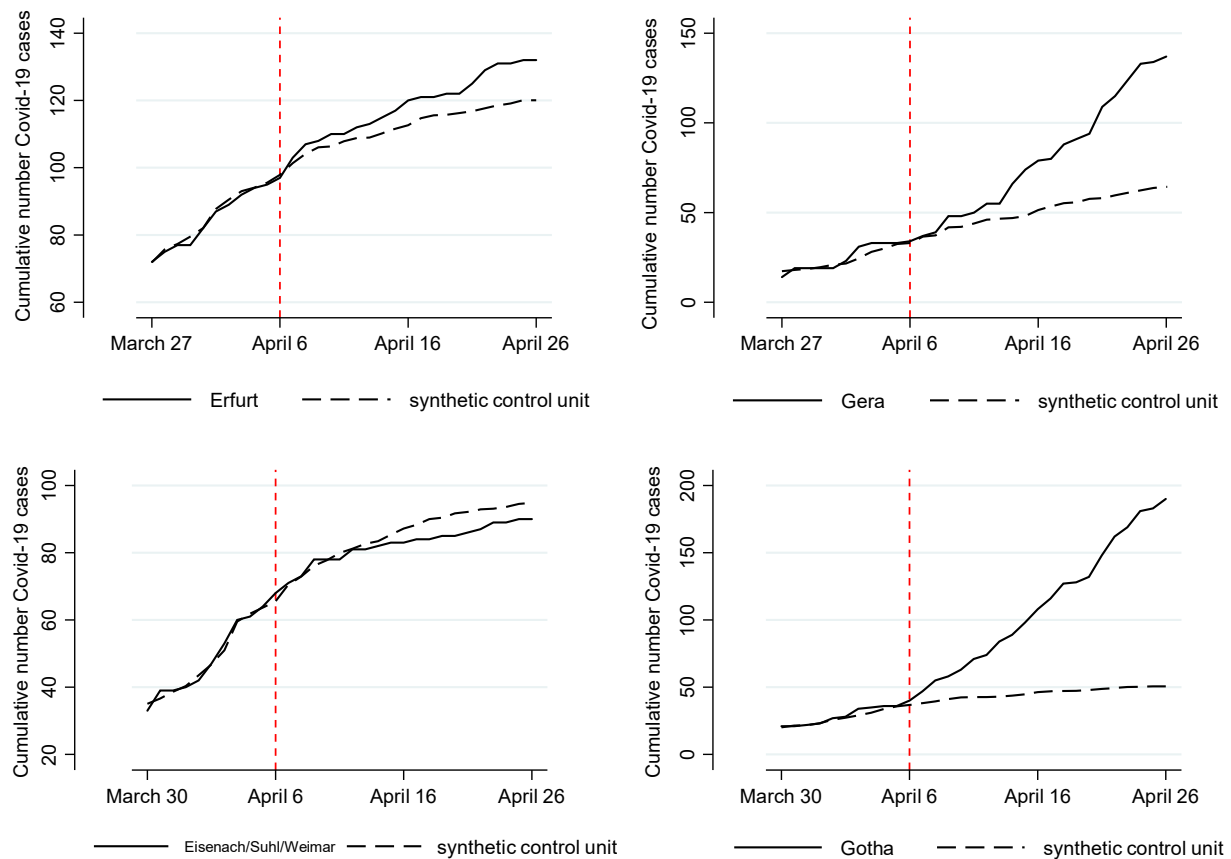 Cumulative number Covid-19 cases
140
120
100
80
60
March 27 April 6 April 16 April 26
Erfurt synthetic control unit
Cumulative number Covid-19 cases
150
100
50
0
March 27 April 6 April 16 April 26
Gera synthetic control unit
Cumulative number Covid-19 cases
100
80
60
40
20
March 30 April 6 April 16 April 26
Eisenach/Suhl/Weimar synthetic control unit
Cumulative number Covid-19 cases
200
150
100
50
0
March 30 April 6 April 16 April 26
Gotha synthetic control unit